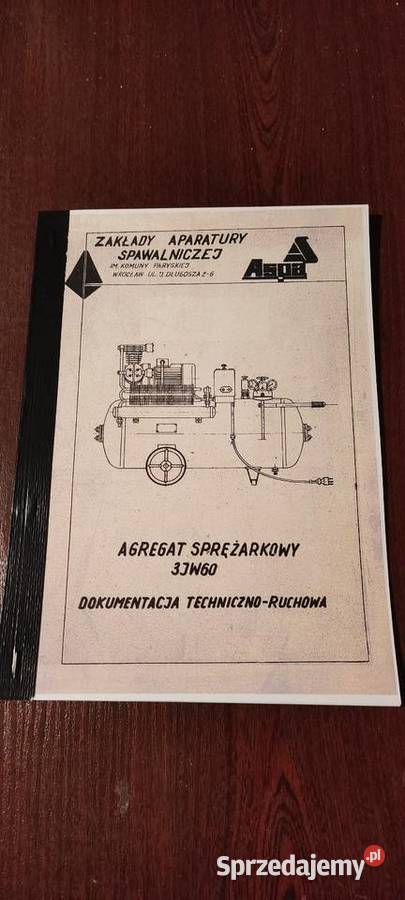 ZAKŁADY APARATURY
SPAWALNICZEJ
IM. KOMUNY PARYSKIEJ
WROCŁAW UL. J. DŁUGOSZA 2-6
Aspa
AGREGAT SPRĘŻARKOWY
3JW60
DOKUMENTACJA TECHNICZNO-RUCHOWA
Sprzedajemy.pl